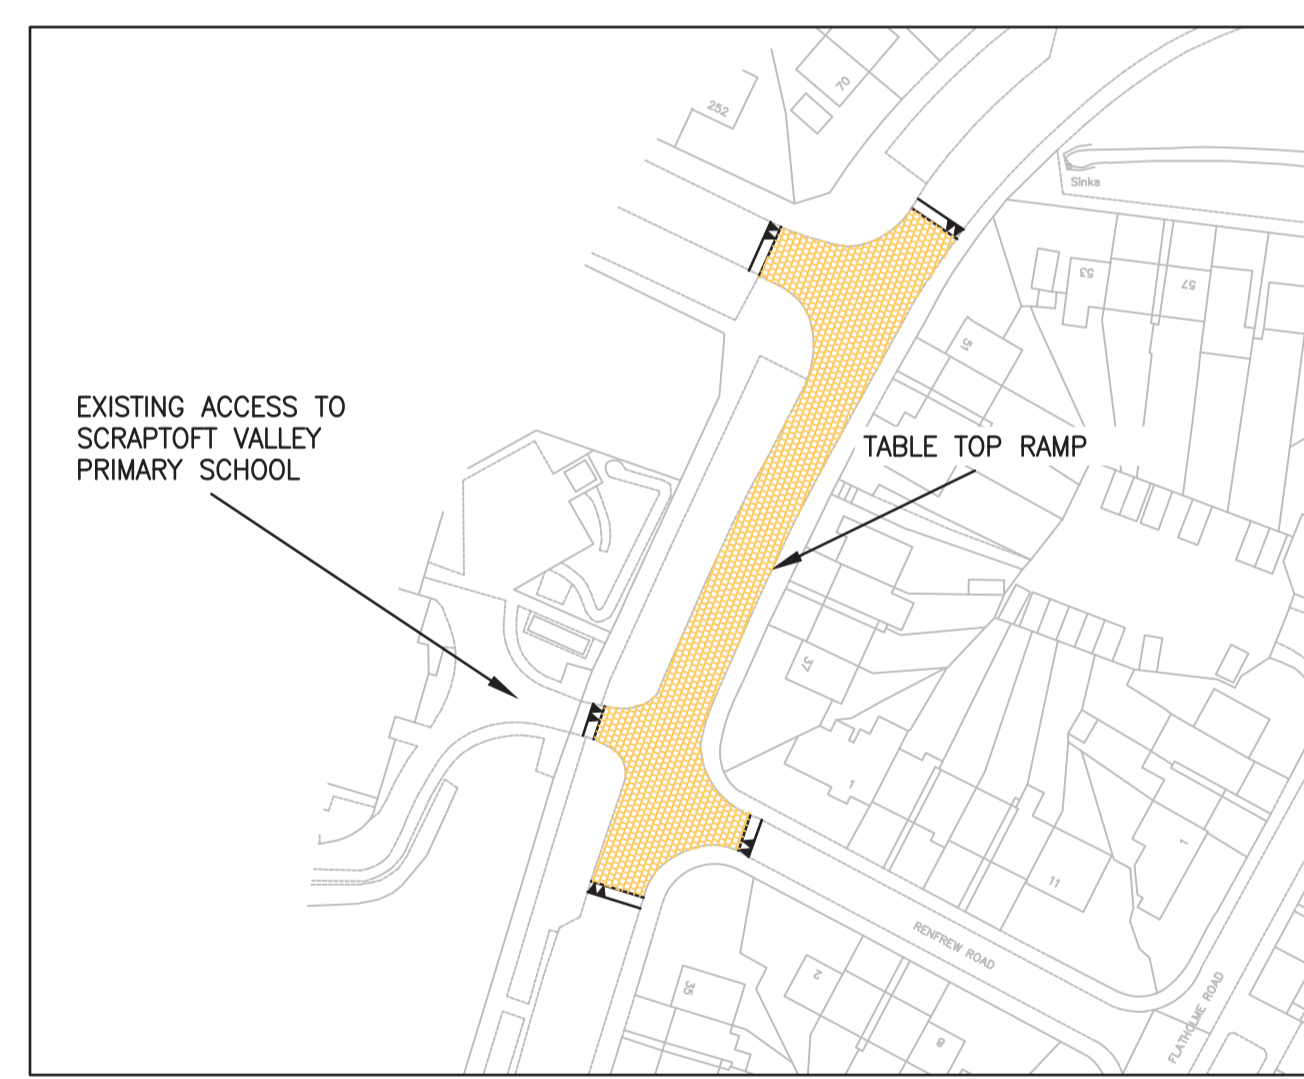 252
70
Sinks
53
57
51
EXISTING ACCESS TO
SCRAPTOFT VALLEY
PRIMARY SCHOOL
TABLE TOP RAMP
37
1
1
11
RENFREW ROAD
2
35
8
FLATHOLME ROAD